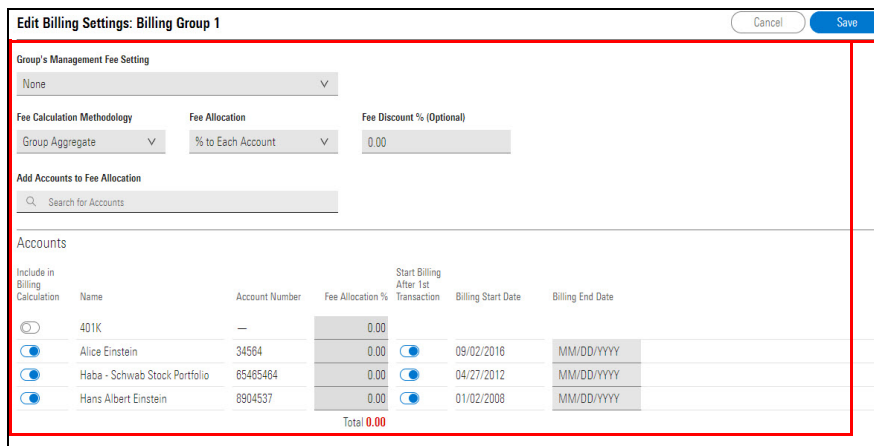 Edit Billing Settings: Billing Group 1
Cancel
Save
Group's Management Fee Setting
None
Fee Calculation Methodology
Fee Allocation
Fee Discount % (Optional)
Group Aggregate
% to Each Account
0.00
Add Accounts to Fee Allocation
Search for Accounts
Accounts
Include in
Billing
Calculation
Name
Account Number
Fee Allocation %
Start Billing
After 1st
Transaction
Billing Start Date
Billing End Date
401K — 0.00
Alice Einstein 34564 0.00 09/02/2016 MM/DD/YYYY
Haba - Schwab Stock Portfolio 65465464 0.00 04/27/2012 MM/DD/YYYY
Hans Albert Einstein 8904537 0.00 01/02/2008 MM/DD/YYYY
Total 0.00